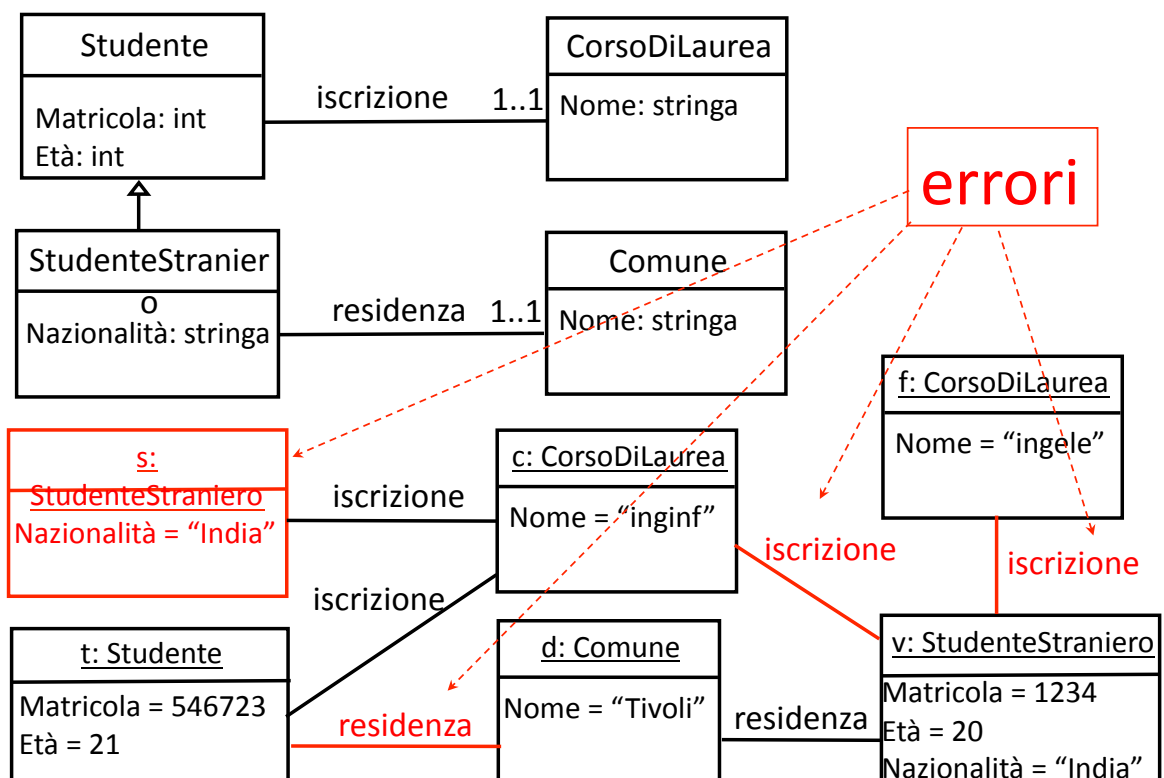 Studente
Matricola: int
Età: int
iscrizione 1..1
CorsoDiLaurea
Nome: stringa
errori
StudenteStranier
o
Nazionalità: stringa
residenza 1..1
Comune
Nome: stringa
f: CorsoDiLaurea
Nome = “ingele”
s:
StudenteStraniero
Nazionalità = “India”
iscrizione
c: CorsoDiLaurea
Nome = “inginf”
iscrizione
iscrizione
iscrizione
t: Studente
Matricola = 546723
Età = 21
residenza
d: Comune
Nome = “Tivoli”
residenza
v: StudenteStraniero
Matricola = 1234
Età = 20
Nazionalità = “India”